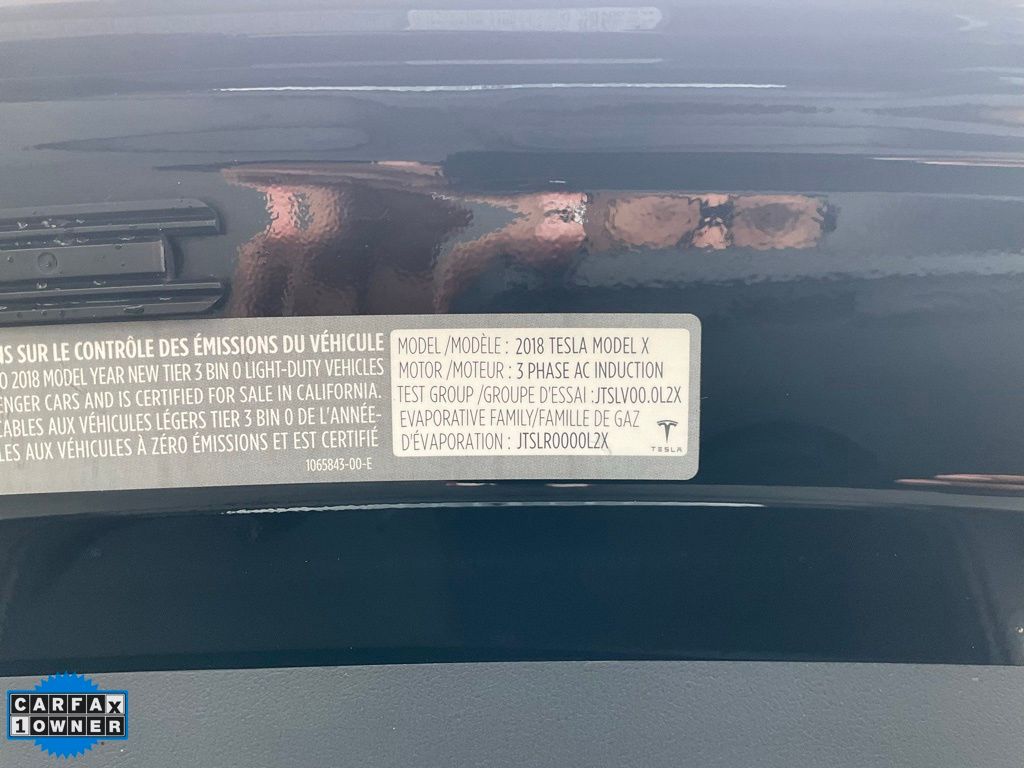 NS SUR LE CONTRÔLE DES ÉMISSIONS DU VÉHICULE
O 2018 MODEL YEAR NEW TIER 3 BIN 0 LIGHT-DUTY VEHICLES
ENGER CARS AND IS CERTIFIED FOR SALE IN CALIFORNIA.
CABLES AUX VÉHICULES LÉGERS TIER 3 BIN 0 DE L'ANNÉE-
LES AUX VÉHICULES À ZÉRO ÉMISSIONS ET EST CERTIFIÉ
1065843-00-E
MODEL /MODÈLE : 2018 TESLA MODEL X
MOTOR /MOTEUR : 3 PHASE AC INDUCTION
TEST GROUP /GROUPE D'ESSAI :JTSLV00.0L2X
EVAPORATIVE FAMILY/FAMILLE DE GAZ
D'ÉVAPORATION : JTSLR0000L2X
TESLA
CARFAX
1 OWNER